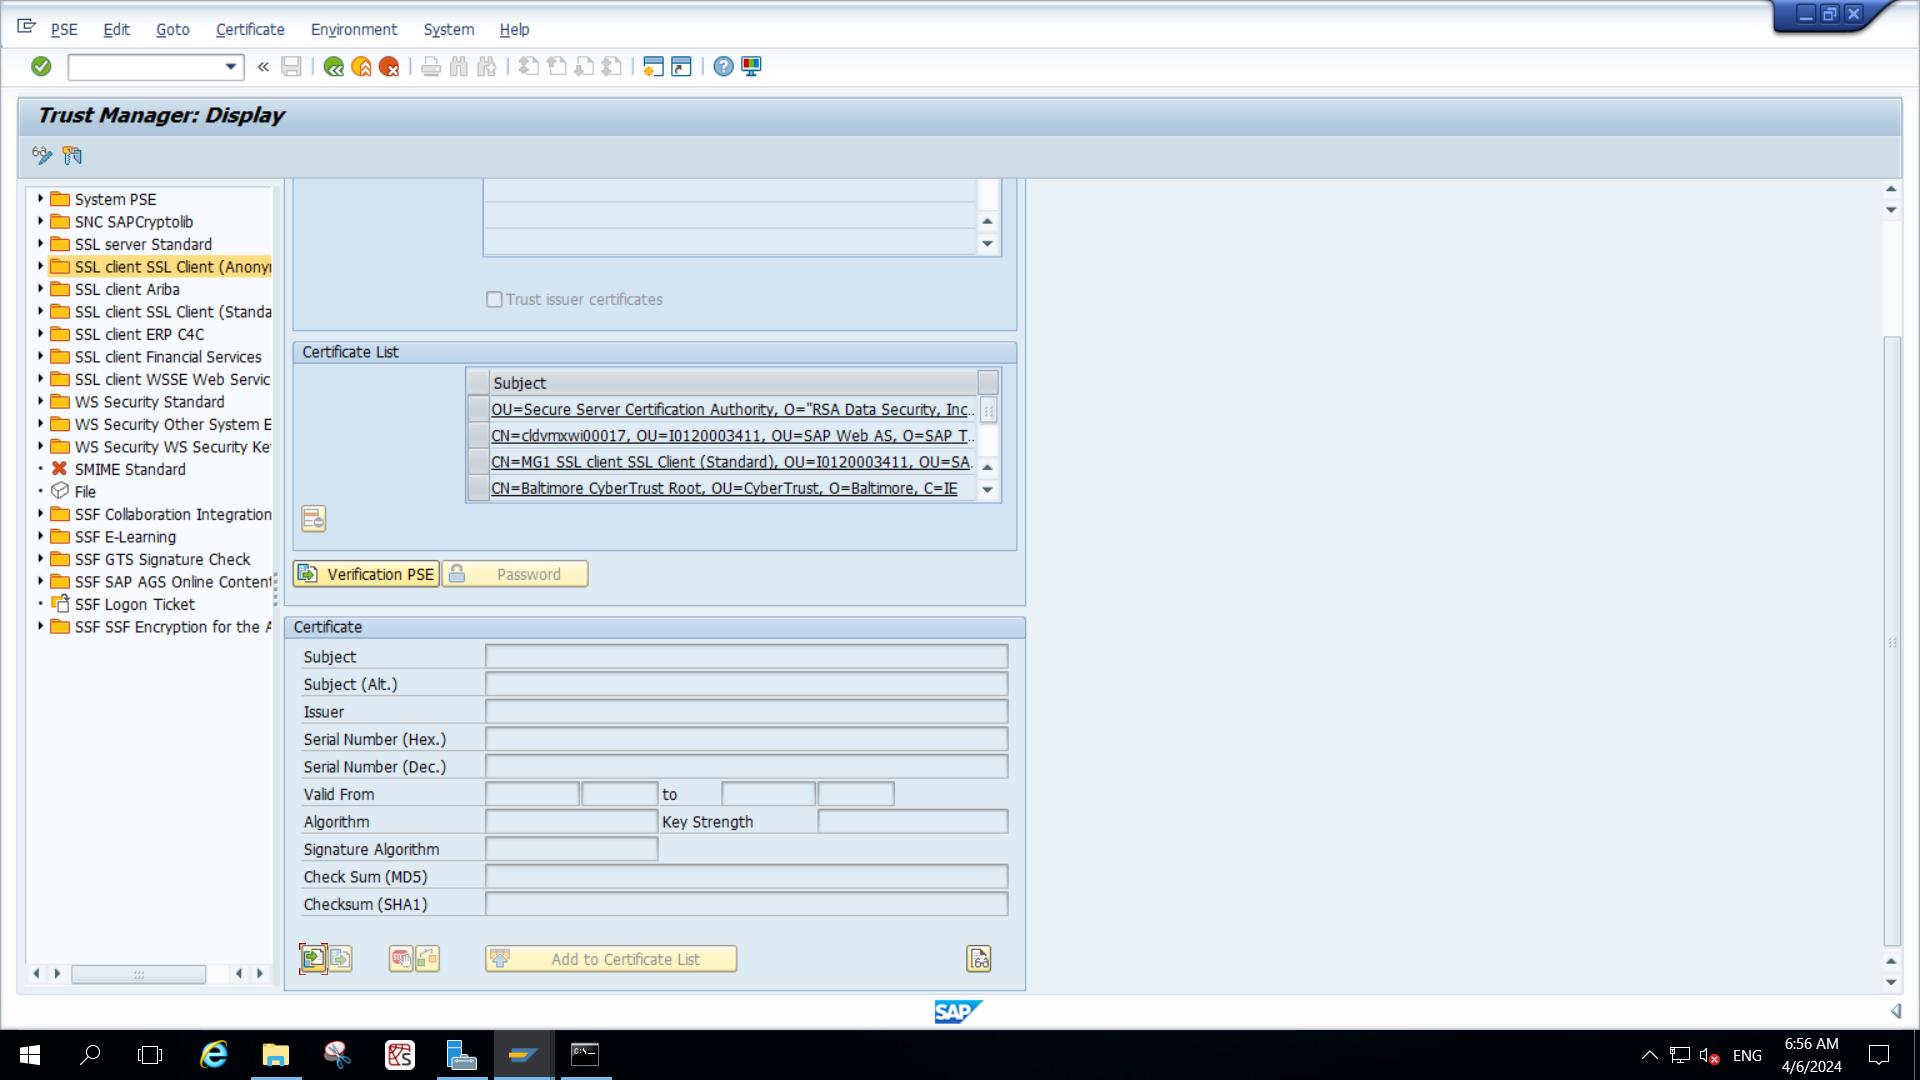 PSE Edit Goto Certificate Environment System Help
Trust Manager: Display
System PSE
SNC SAPCryptolib
SSL server Standard
SSL client SSL Client (Anony
SSL client Ariba
SSL client SSL Client (Standa
SSL client ERP C4C
SSL client Financial Services
SSL client WSSE Web Servic
WS Security Standard
WS Security Other System E
WS Security WS Security Ke
SMIME Standard
File
SSF Collaboration Integration
SSF E-Learning
SSF GTS Signature Check
SSF SAP AGS Online Content
SSF Logon Ticket
SSF SSF Encryption for the A
Trust issuer certificates
Certificate List
Subject
OU=Secure Server Certification Authority, O="RSA Data Security, Inc..
CN=cldvmxwi00017, OU=I0120003411, OU=SAP Web AS, O=SAP T..
CN=MG1 SSL client SSL Client (Standard), OU=I0120003411, OU=SA.
CN=Baltimore CyberTrust Root, OU=CyberTrust, O=Baltimore, C=IE
Verification PSE Password
Certificate
Subject
Subject (Alt.)
Issuer
Serial Number (Hex.)
Serial Number (Dec.)
Valid From to
Algorithm Key Strength
Signature Algorithm
Check Sum (MD5)
Checksum (SHA1)
Add to Certificate List
SAP
ENG
6:56 AM
4/6/2024